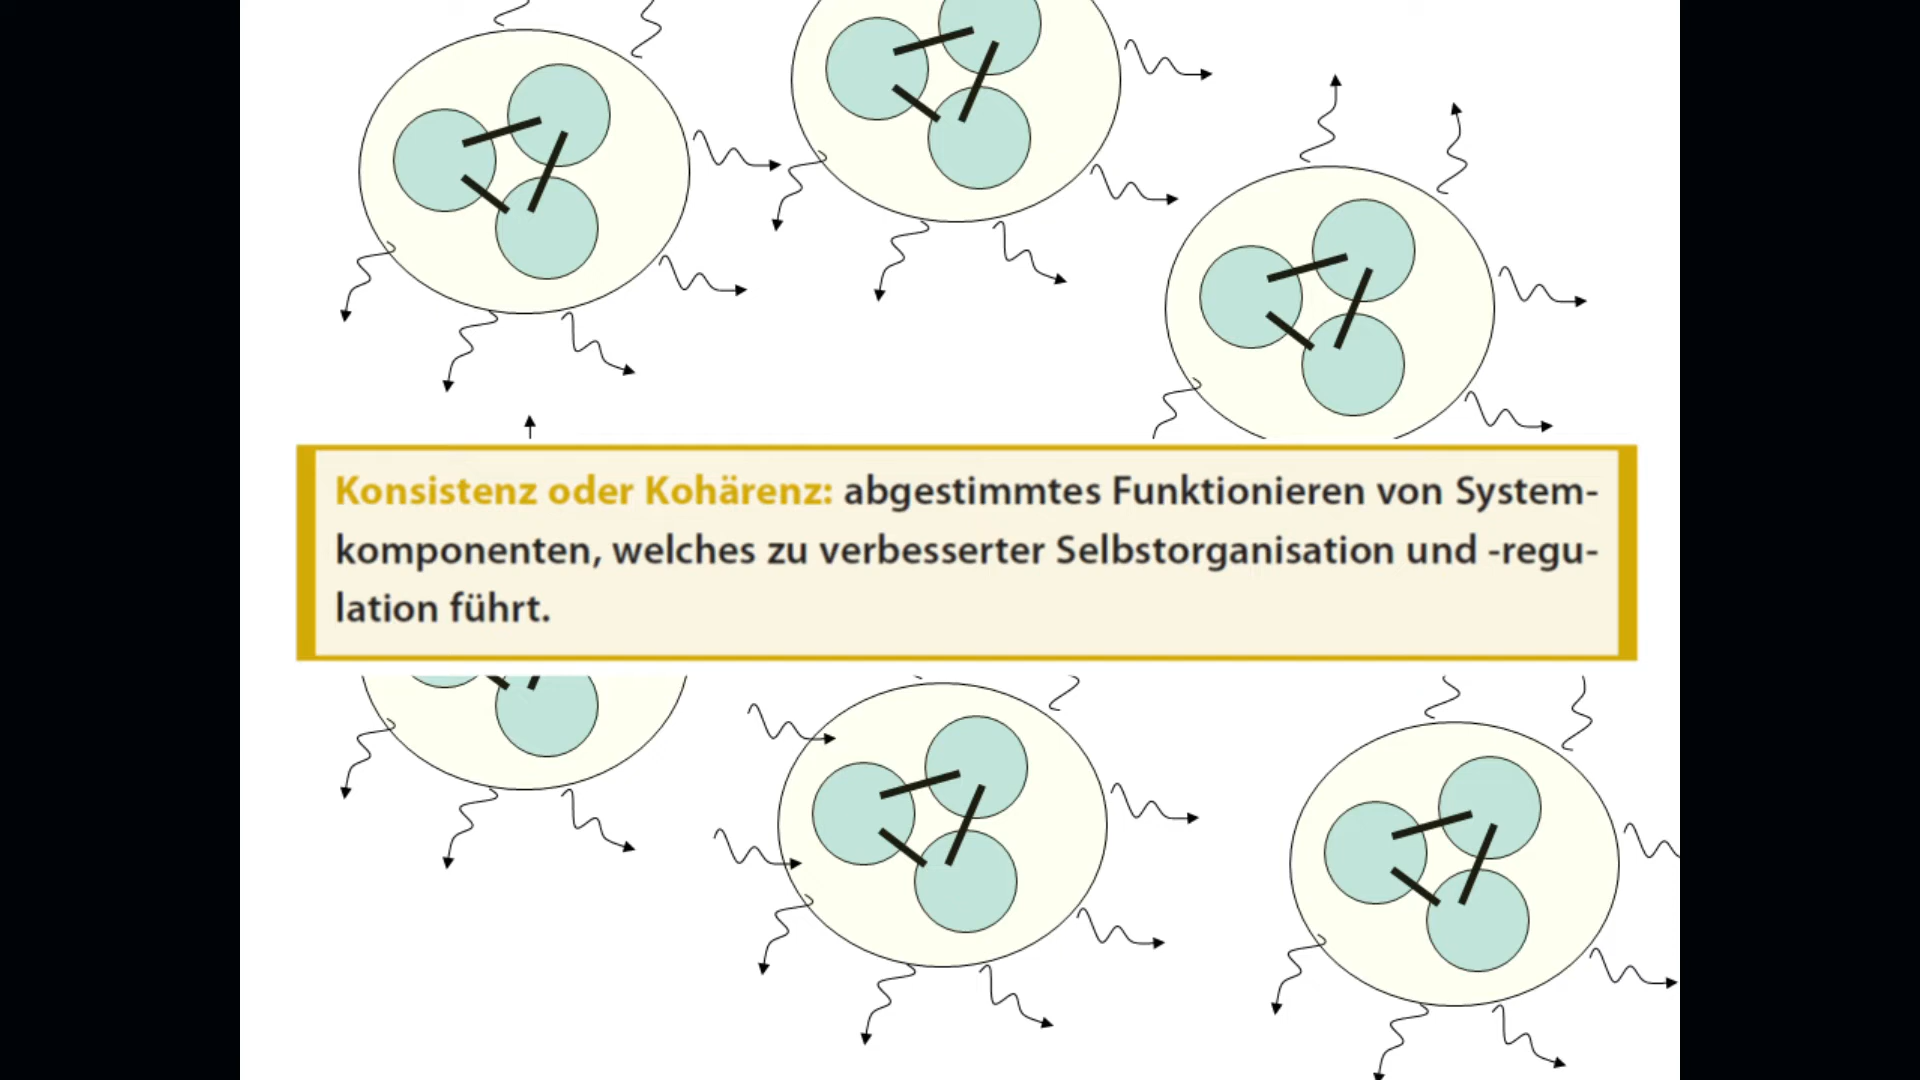 Konsistenz oder Kohärenz: abgestimmtes Funktionieren von System-
komponenten, welches zu verbesserter Selbstorganisation und -regu-
lation führt.